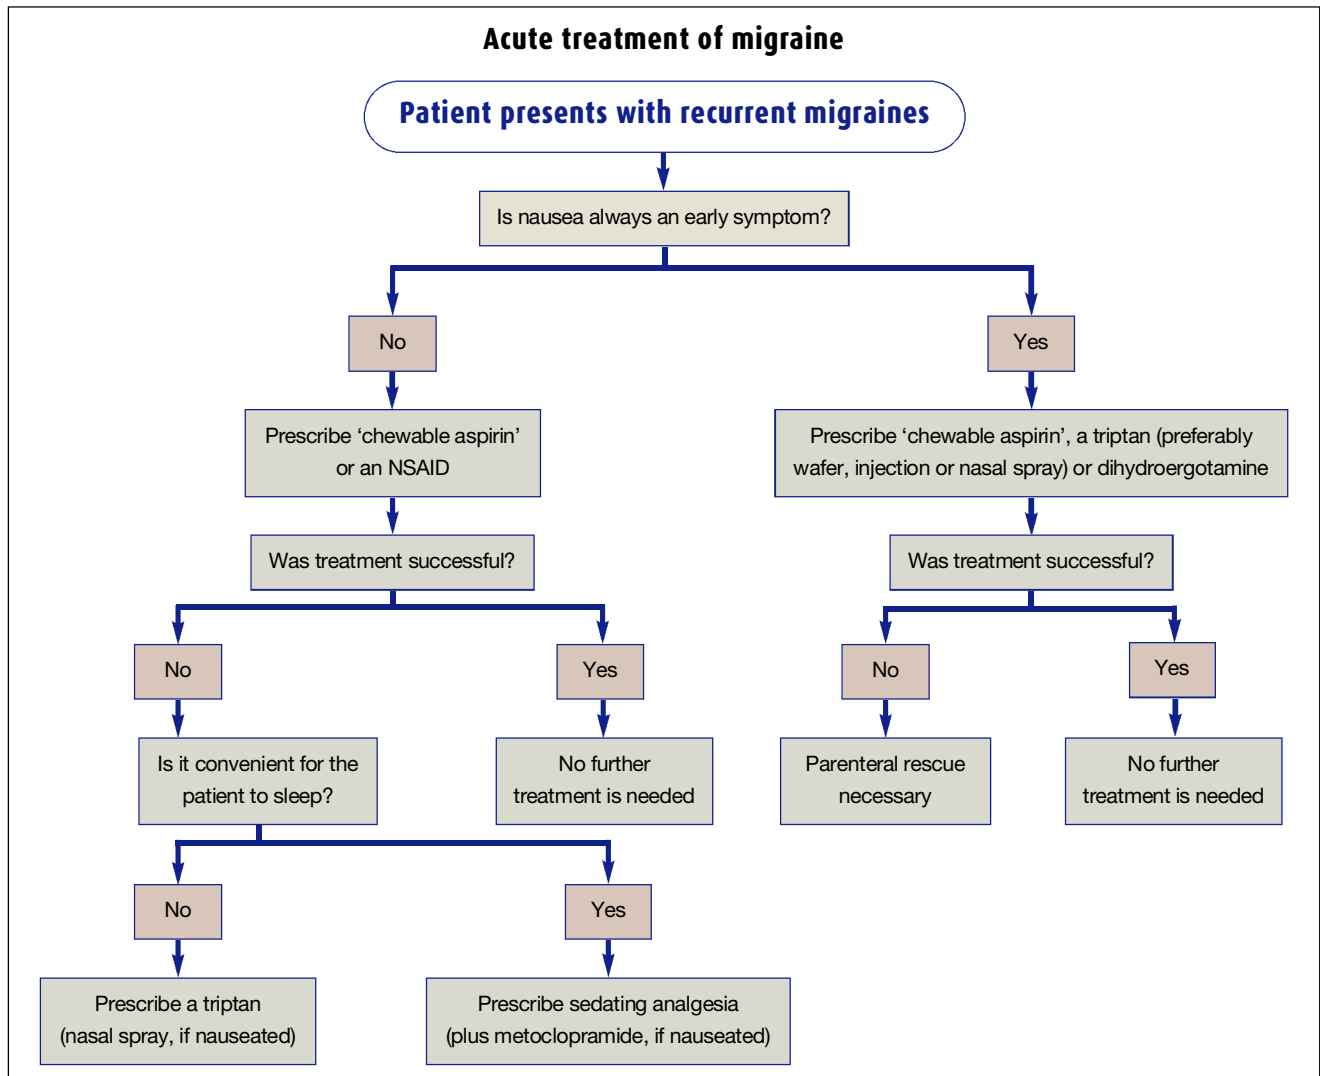 Acute treatment of migraine
Patient presents with recurrent migraines
Is nausea always an early symptom?
No
Yes
Prescribe ‘chewable aspirin’
or an NSAID
Prescribe ‘chewable aspirin’, a triptan (preferably
wafer, injection or nasal spray) or dihydroergotamine
Was treatment successful?
Was treatment successful?
No
Yes
No
Yes
Is it convenient for the
patient to sleep?
No further
treatment is needed
Parenteral rescue
necessary
No further
treatment is needed
No
Yes
Prescribe a triptan
(nasal spray, if nauseated)
Prescribe sedating analgesia
(plus metoclopramide, if nauseated)